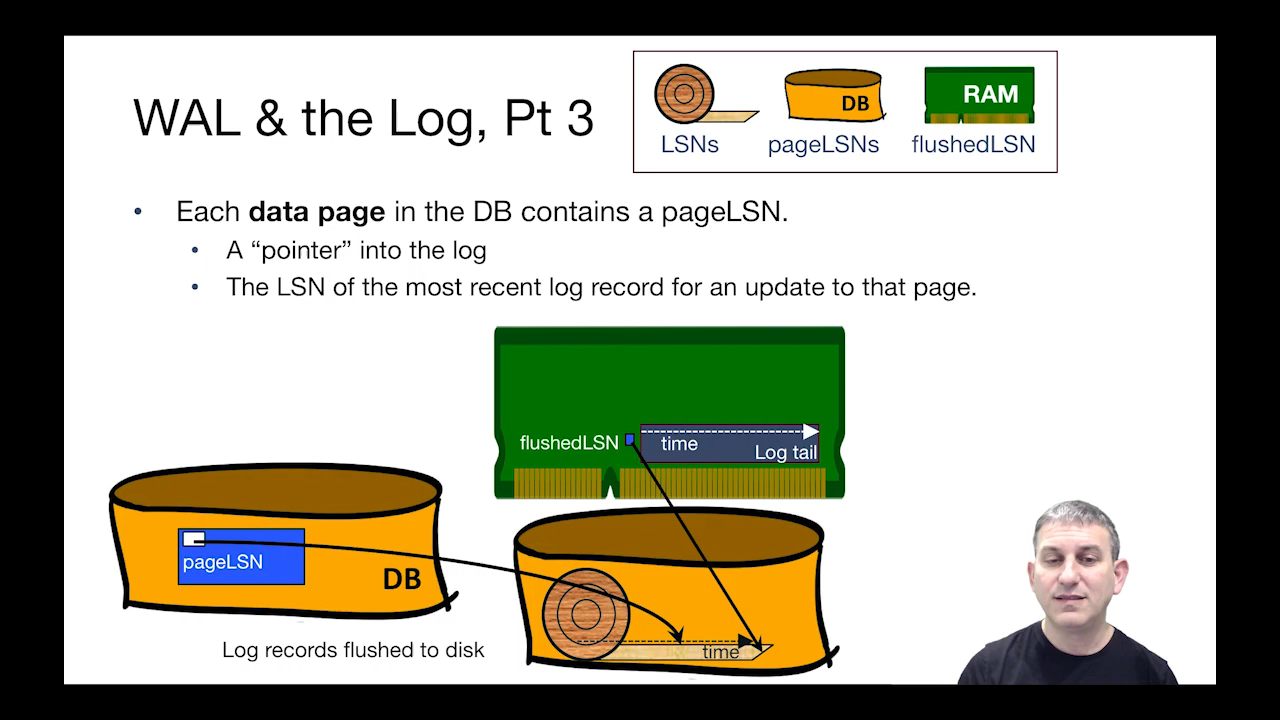 WAL & the Log, Pt 3
DB
RAM
LSNs
pageLSNs
flushedLSN
• Each data page in the DB contains a pageLSN.
• A “pointer” into the log
• The LSN of the most recent log record for an update to that page.
flushedLSN
time
Log tail
pageLSN
DB
Log records flushed to disk
time